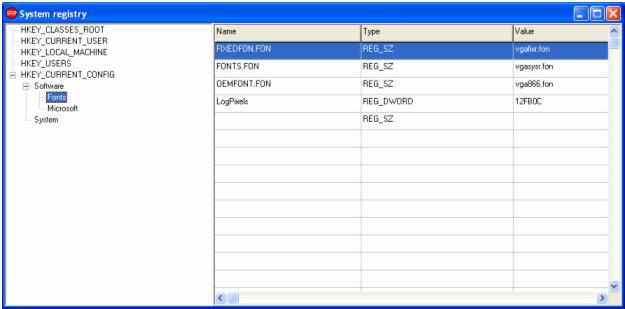 System registry
HKEY_CLASSES_ROOT
HKEY_CURRENT_USER
HKEY_LOCAL_MACHINE
HKEY_USERS
HKEY_CURRENT_CONFIG
Software
Fonts
Microsoft
System
Name Type Value
FIXEDFON.FON REG_SZ vgafixr.fon
FONTS.FON REG_SZ vgasysr.fon
OEMFONT.FON REG_SZ vga866.fon
LogPixels REG_DWORD 12FB0C
REG_SZ